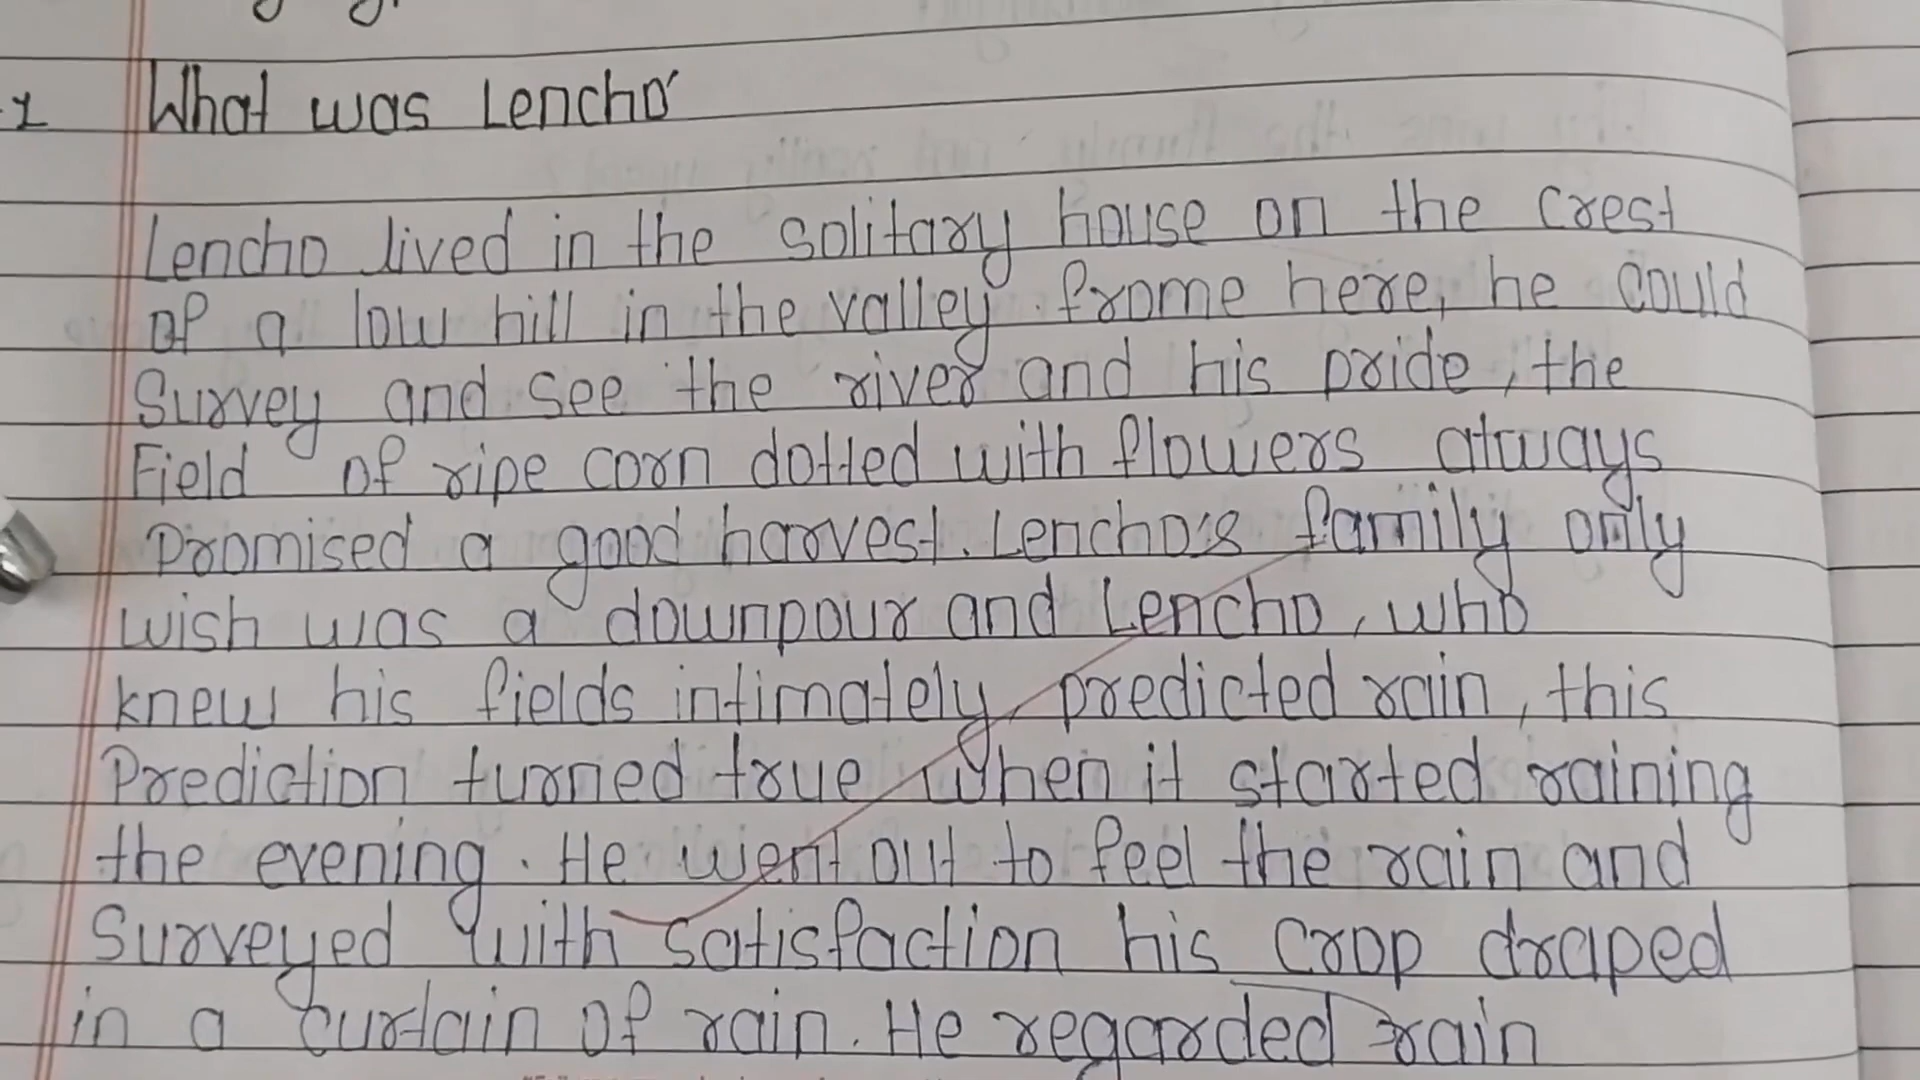 1 What was Lencho
Lencho lived in the solitary house on the crest
of a low hill in the valley. frome here, he could
Survey and see the river and his pride, the
Field of ripe corn dotted with flowers always
Promised a good harvest. Lencho's family only
wish was a downpour and Lencho, who
knew his fields intimately, predicted rain, this
Prediction turned true when it started raining
the evening. He went out to feel the rain and
Surveyed with satisfaction his crop draped
in a curtain of rain. He regarded rain